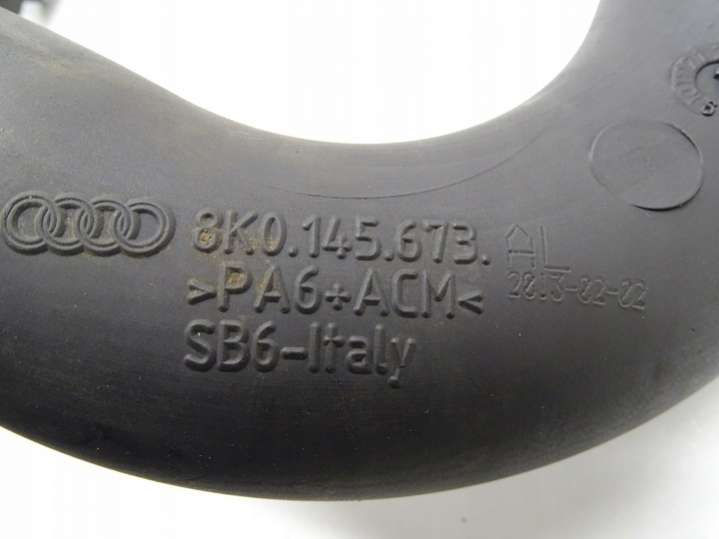 8K0.145.673.AL
>PA6+ACM< 2013-02-02
SB6-Italy